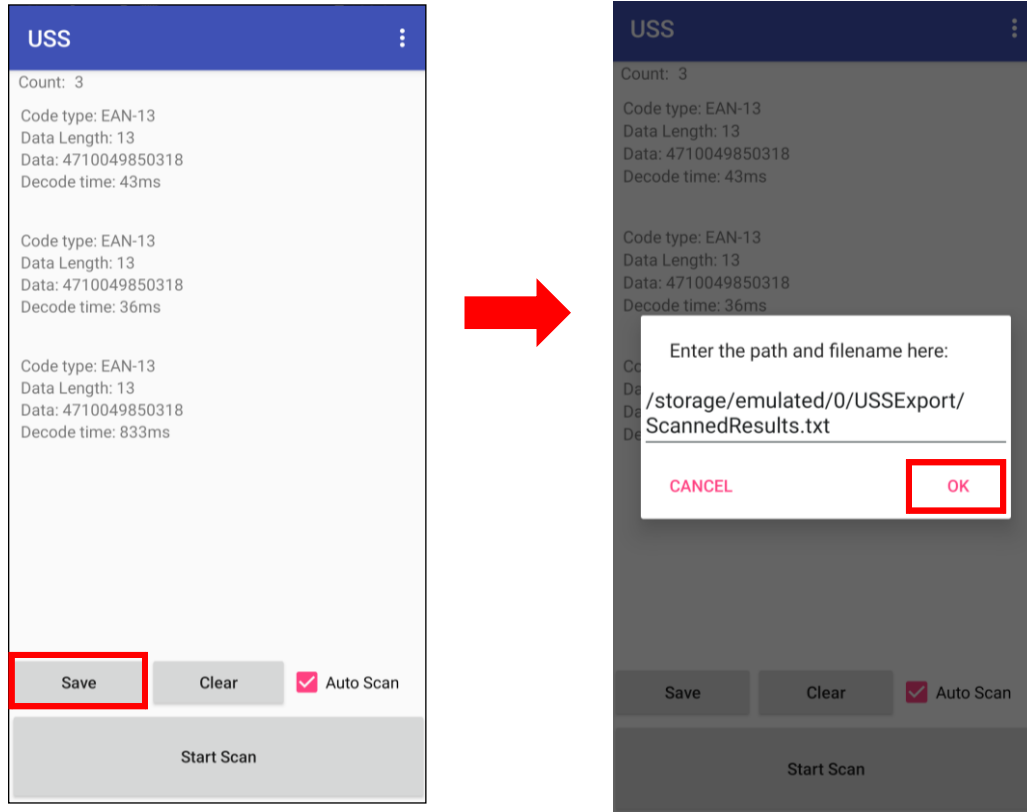 USS
Count: 3
Code type: EAN-13
Data Length: 13
Data: 4710049850318
Decode time: 43ms
Code type: EAN-13
Data Length: 13
Data: 4710049850318
Decode time: 36ms
Code type: EAN-13
Data Length: 13
Data: 4710049850318
Decode time: 833ms
Save
Clear
Auto Scan
Start Scan
USS
Count: 3
Code type: EAN-13
Data Length: 13
Data: 4710049850318
Decode time: 43ms
Code type: EAN-13
Data Length: 13
Data: 4710049850318
Decode time: 36ms
Enter the path and filename here:
/storage/emulated/0/USSExport/
ScannedResults.txt
CANCEL
OK
Save
Clear
Auto Scan
Start Scan